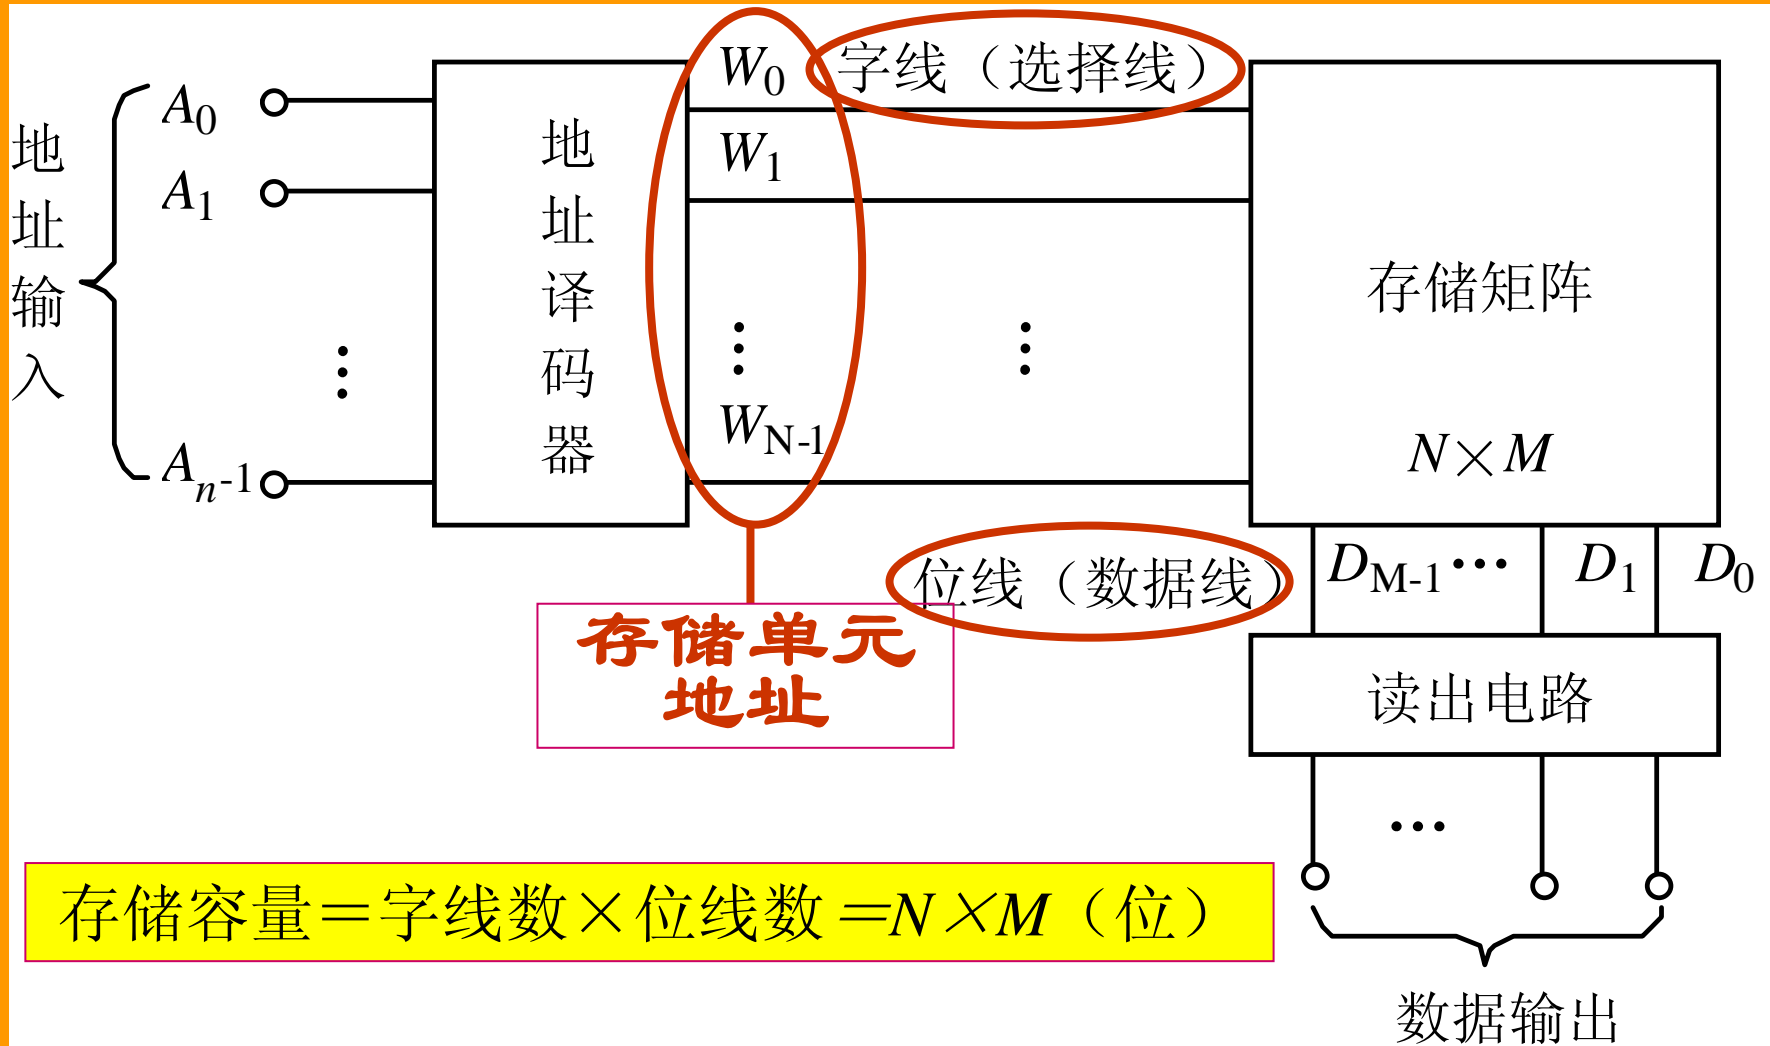 地址输入
A0
A1
An-1
地址译码器
W0
字线（选择线）
W1
WN-1
存储矩阵
N×M
位线（数据线）
DM-1 ··· D1 D0
存储单元
地址
读出电路
存储容量＝字线数×位线数=N×M（位）
数据输出